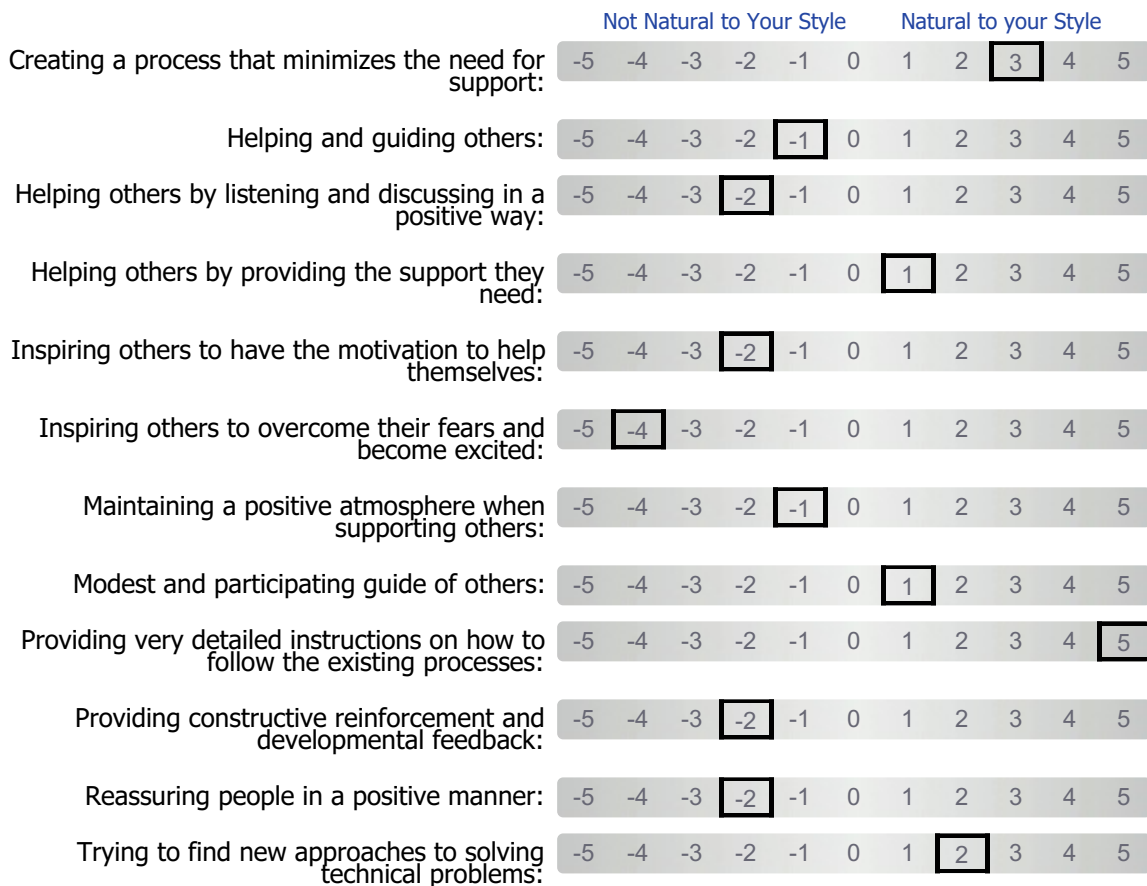 Not Natural to Your Style Natural to your Style
Creating a process that minimizes the need for
support:
-5 -4 -3 -2 -1 0 1 2 3 4 5
Helping and guiding others:
-5 -4 -3 -2 -1 0 1 2 3 4 5
Helping others by listening and discussing in a
positive way:
-5 -4 -3 -2 -1 0 1 2 3 4 5
Helping others by providing the support they
need:
-5 -4 -3 -2 -1 0 1 2 3 4 5
Inspiring others to have the motivation to help
themselves:
-5 -4 -3 -2 -1 0 1 2 3 4 5
Inspiring others to overcome their fears and
become excited:
-5 -4 -3 -2 -1 0 1 2 3 4 5
Maintaining a positive atmosphere when
supporting others:
-5 -4 -3 -2 -1 0 1 2 3 4 5
Modest and participating guide of others:
-5 -4 -3 -2 -1 0 1 2 3 4 5
Providing very detailed instructions on how to
follow the existing processes:
-5 -4 -3 -2 -1 0 1 2 3 4 5
Providing constructive reinforcement and
developmental feedback:
-5 -4 -3 -2 -1 0 1 2 3 4 5
Reassuring people in a positive manner:
-5 -4 -3 -2 -1 0 1 2 3 4 5
Trying to find new approaches to solving
technical problems:
-5 -4 -3 -2 -1 0 1 2 3 4 5